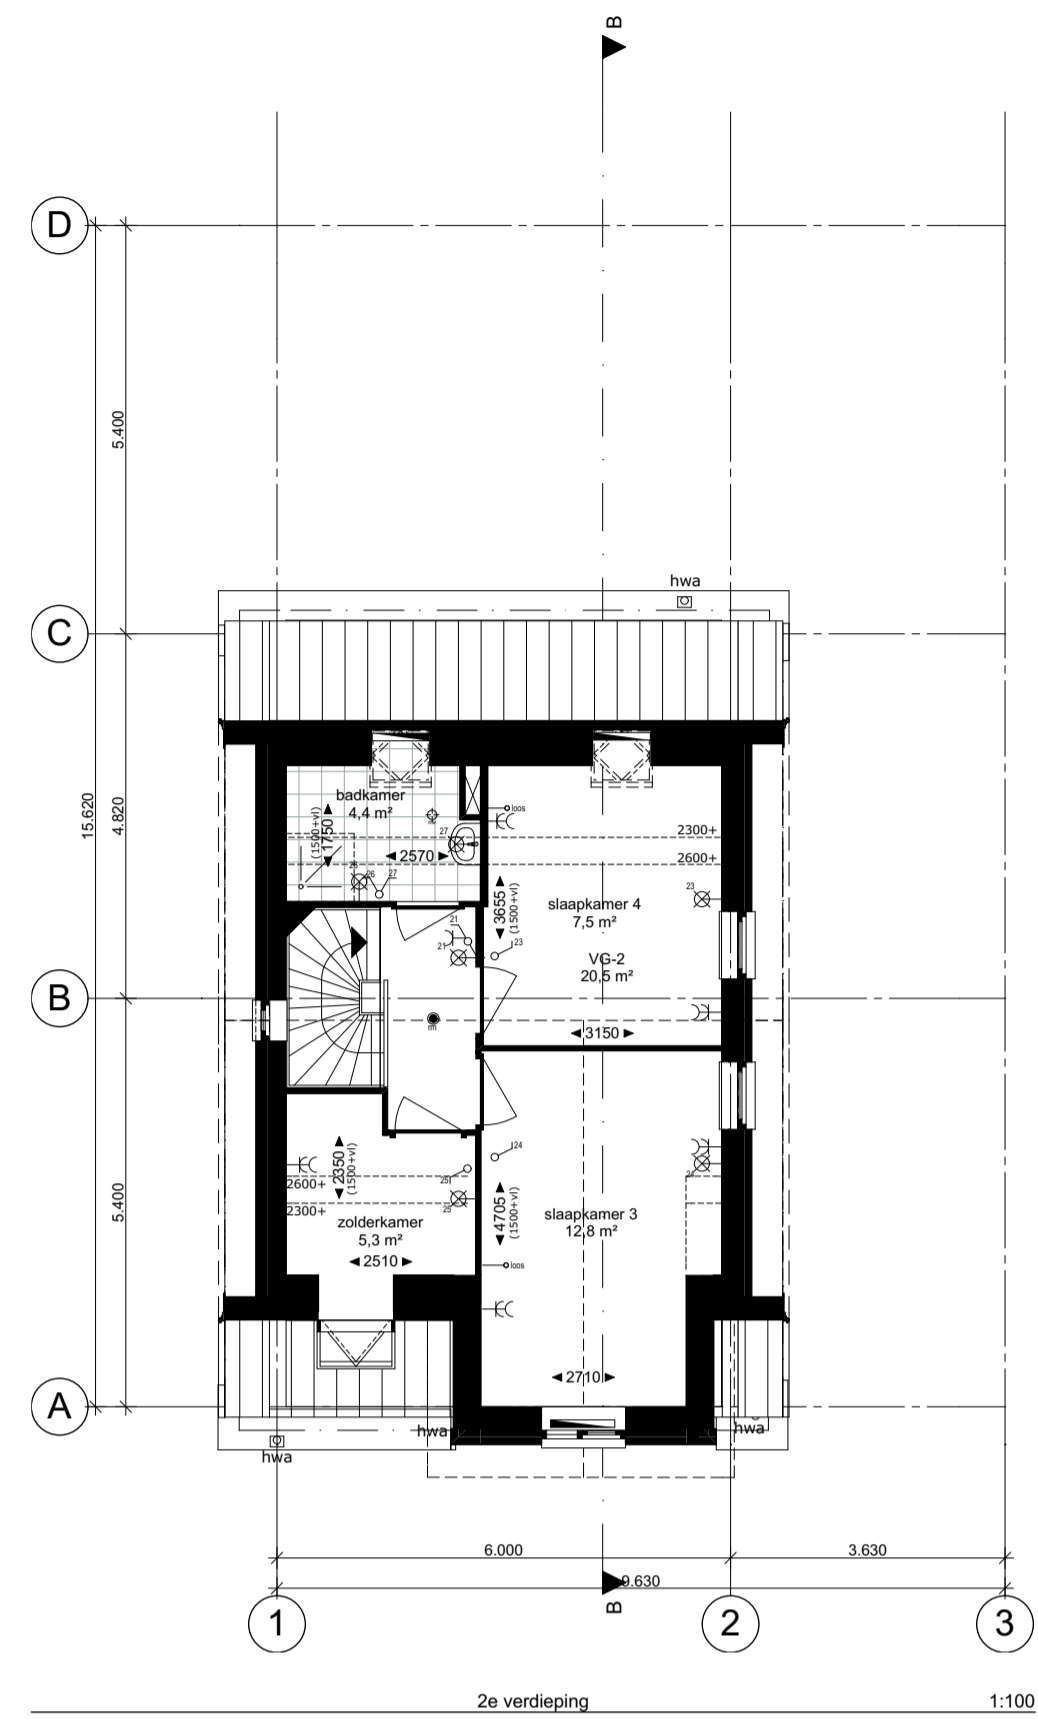 B
D
5.400
hwa
C
15.620
4.820
badkamer
4,4 m²
1750
(1500+vl)
2570
27
26
27
loos
2300+
2600+
3655
(1500+vl)
slaapkamer 4
7,5 m²
23
21
21
23
VG-2
20,5 m²
B
3150
5.400
2600+
2300+
2350
(1500+vl)
25
25
zolderkamer
5,3 m²
2510
24
4705
(1500+vl)
slaapkamer 3
12,8 m²
loos
2710
A
hwa
hwa
hwa
6.000
3.630
9.630
B
1
2
3
2e verdieping
1:100